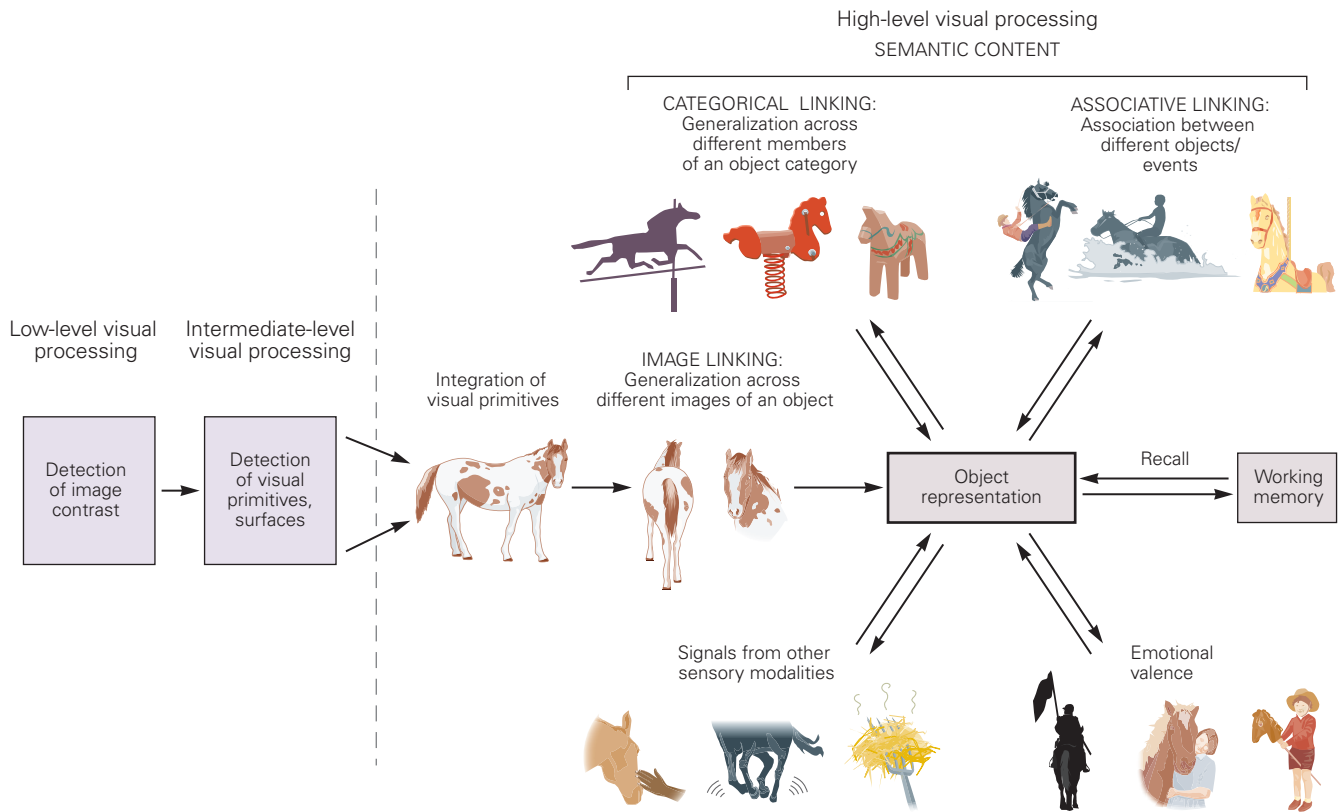 High-level visual processing
SEMANTIC CONTENT
CATEGORICAL LINKING:
Generalization across
different members
of an object category
ASSOCIATIVE LINKING:
Association between
different objects/
events
Low-level visual
processing
Intermediate-level
visual processing
Integration of
visual primitives
IMAGE LINKING:
Generalization across
different images of an object
Detection
of image
contrast
Detection
of visual
primitives,
surfaces
Object
representation
Recall
Working
memory
Signals from other
sensory modalities
Emotional
valence